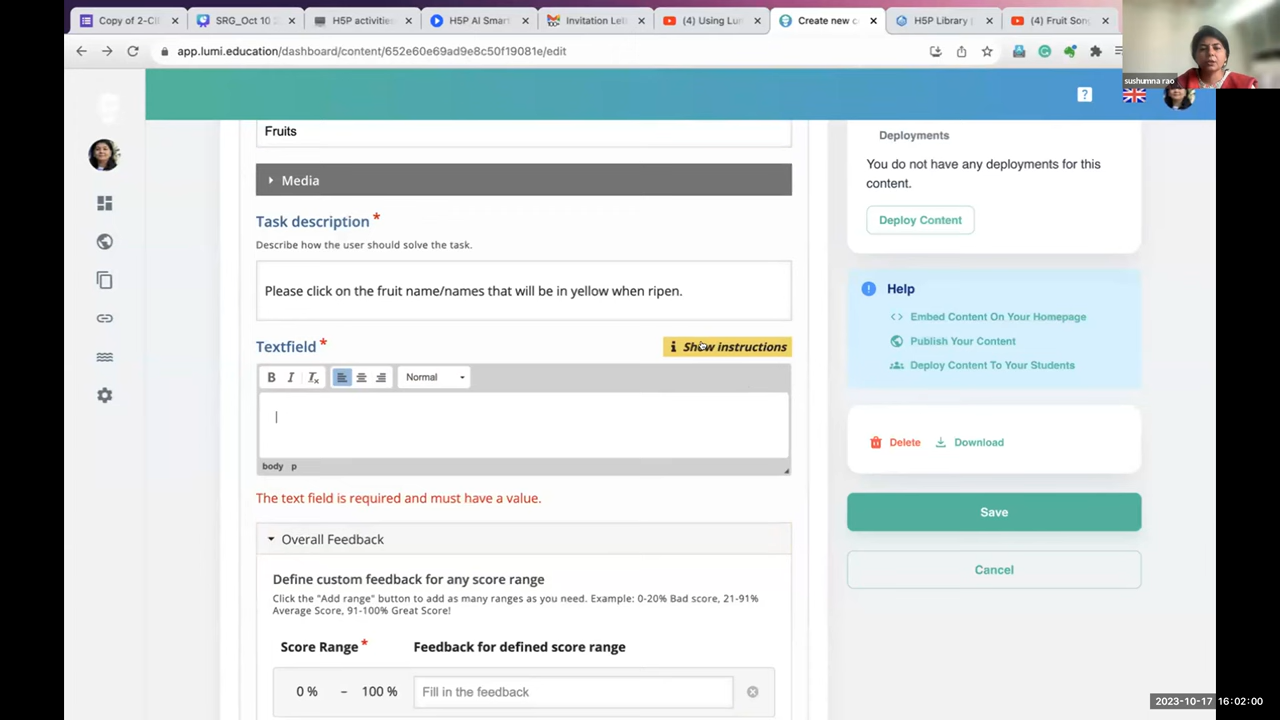 Copy of 2-CII
SRG_Oct 10
H5P activities
H5P AI Smart
Invitation Let
(4) Using Lu
Create new c
H5P Library (
(4) Fruit Song
app.lumi.education/dashboard/content/652e60e69ad9e8c50f19081e/edit
sushumna rao
?
Fruits
Media
Task description *
Describe how the user should solve the task.
Please click on the fruit name/names that will be in yellow when ripen.
Textfield *
Show instructions
B I Tx
Normal
body p
The text field is required and must have a value.
Overall Feedback
Define custom feedback for any score range
Click the "Add range" button to add as many ranges as you need. Example: 0-20% Bad score, 21-91%
Average Score, 91-100% Great Score!
Score Range * Feedback for defined score range
0 % – 100 % Fill in the feedback
Deployments
You do not have any deployments for this
content.
Deploy Content
Help
Embed Content On Your Homepage
Publish Your Content
Deploy Content To Your Students
Delete Download
Save
Cancel
2023-10-17 16:02:00